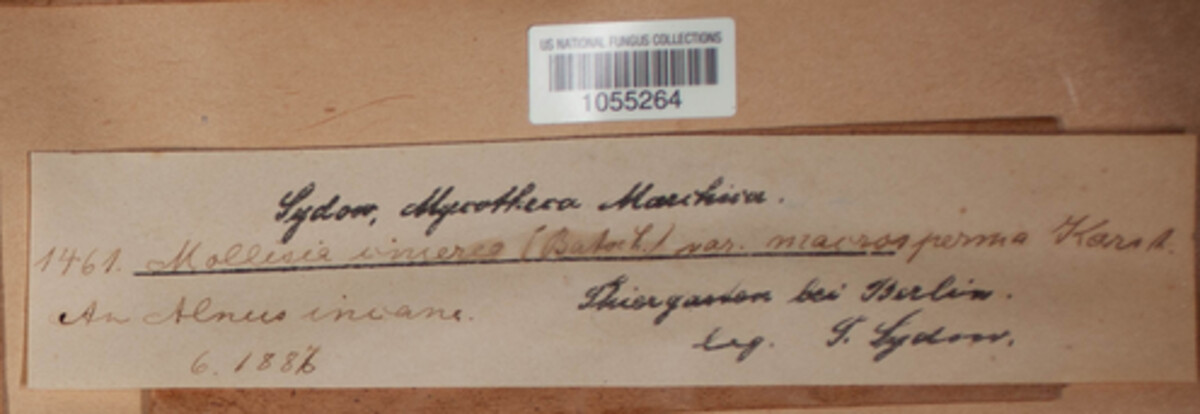 US NATIONAL FUNGUS COLLECTIONS
1055264
Sydow, Mycotheca Marchica.
1461. Mollisia cinerea (Batsch.) var. macrosperma Karst.
An Alnus incana.
Thiergarten bei Berlin.
6. 1886
leg. P. Sydow.